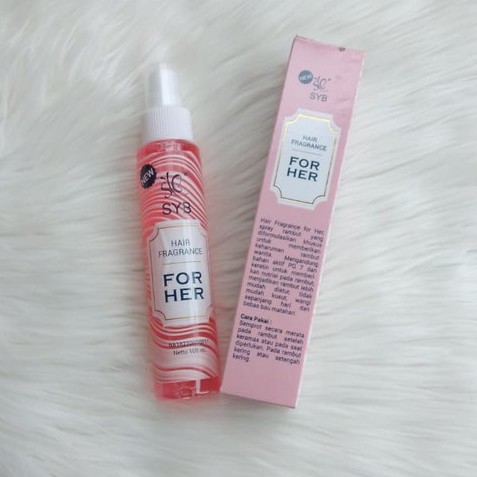 NEW
SYB
HAIR
FRAGRANCE
FOR
HER
Netto 100 mL
NEW
SYB
HAIR
FRAGRANCE
FOR
HER
Hair Fragrance for Her,
spray rambut yang
diformulasikan khusus
untuk memberikan
keharuman rambut
wanita. Mengandung
bahan aktif PG 7 dan
keratin untuk memberi
kan nutrisi pada rambut,
menjadikan rambut lebih
mudah diatur, tidak
mudah kusut, wangi
sepanjang hari dan
bebas bau matahari.
Cara Pakai :
Semprot secara merata
pada rambut setelah
keramas atau pada saat
diperlukan. Pada rambut
kering atau setengah
kering.